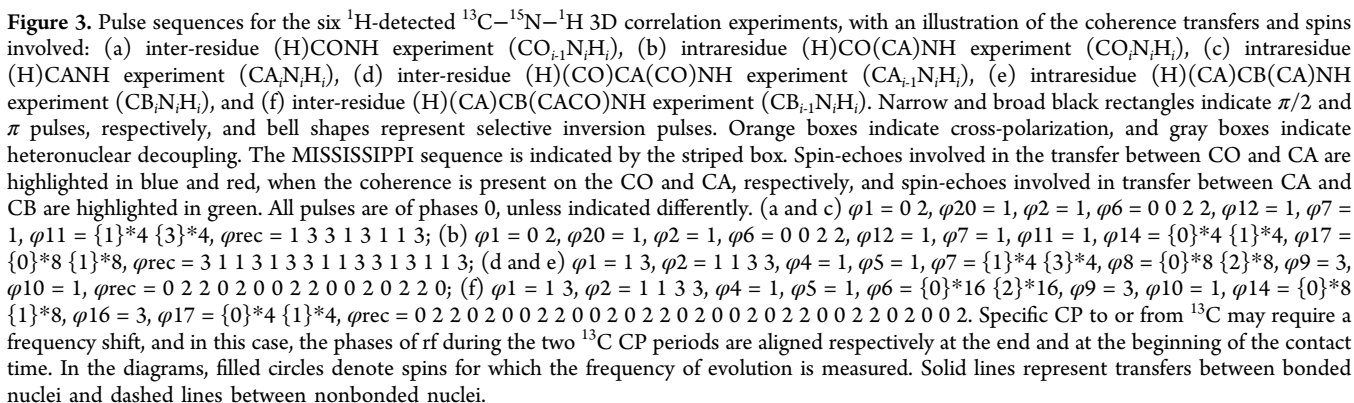 Figure 3. Pulse sequences for the six ¹H-detected ¹³C−¹⁵N−¹H 3D correlation experiments, with an illustration of the coherence transfers and spins
involved: (a) inter-residue (H)CONH experiment (COᵢ₋₁NᵢHᵢ), (b) intraresidue (H)CO(CA)NH experiment (COᵢNᵢHᵢ), (c) intraresidue
(H)CANH experiment (CAᵢNᵢHᵢ), (d) inter-residue (H)(CO)CA(CO)NH experiment (CAᵢ₋₁NᵢHᵢ), (e) intraresidue (H)(CA)CB(CA)NH
experiment (CBᵢNᵢHᵢ), and (f) inter-residue (H)(CA)CB(CACO)NH experiment (CBᵢ₋₁NᵢHᵢ). Narrow and broad black rectangles indicate π/2 and
π pulses, respectively, and bell shapes represent selective inversion pulses. Orange boxes indicate cross-polarization, and gray boxes indicate
heteronuclear decoupling. The MISSISSIPPI sequence is indicated by the striped box. Spin-echoes involved in the transfer between CO and CA are
highlighted in blue and red, when the coherence is present on the CO and CA, respectively, and spin-echoes involved in transfer between CA and
CB are highlighted in green. All pulses are of phases 0, unless indicated differently. (a and c) φ1 = 0 2, φ20 = 1, φ2 = 1, φ6 = 0 0 2 2, φ12 = 1, φ7 =
1, φ11 = {1}*4 {3}*4, φrec = 1 3 3 1 3 1 1 3; (b) φ1 = 0 2, φ20 = 1, φ2 = 1, φ6 = 0 0 2 2, φ12 = 1, φ7 = 1, φ11 = 1, φ14 = {0}*4 {1}*4, φ17 =
{0}*8 {1}*8, φrec = 3 1 1 3 1 3 3 1 1 3 3 1 3 1 1 3; (d and e) φ1 = 1 3, φ2 = 1 1 3 3, φ4 = 1, φ5 = 1, φ7 = {1}*4 {3}*4, φ8 = {0}*8 {2}*8, φ9 = 3,
φ10 = 1, φrec = 0 2 2 0 2 0 0 2 2 0 0 2 0 2 2 0; (f) φ1 = 1 3, φ2 = 1 1 3 3, φ4 = 1, φ5 = 1, φ6 = {0}*16 {2}*16, φ9 = 3, φ10 = 1, φ14 = {0}*8
{1}*8, φ16 = 3, φ17 = {0}*4 {1}*4, φrec = 0 2 2 0 2 0 0 2 2 0 0 2 0 2 2 0 2 0 0 2 0 2 2 0 0 2 2 0 2 0 0 2. Specific CP to or from ¹³C may require a
frequency shift, and in this case, the phases of rf during the two ¹³C CP periods are aligned respectively at the end and at the beginning of the contact
time. In the diagrams, filled circles denote spins for which the frequency of evolution is measured. Solid lines represent transfers between bonded
nuclei and dashed lines between nonbonded nuclei.